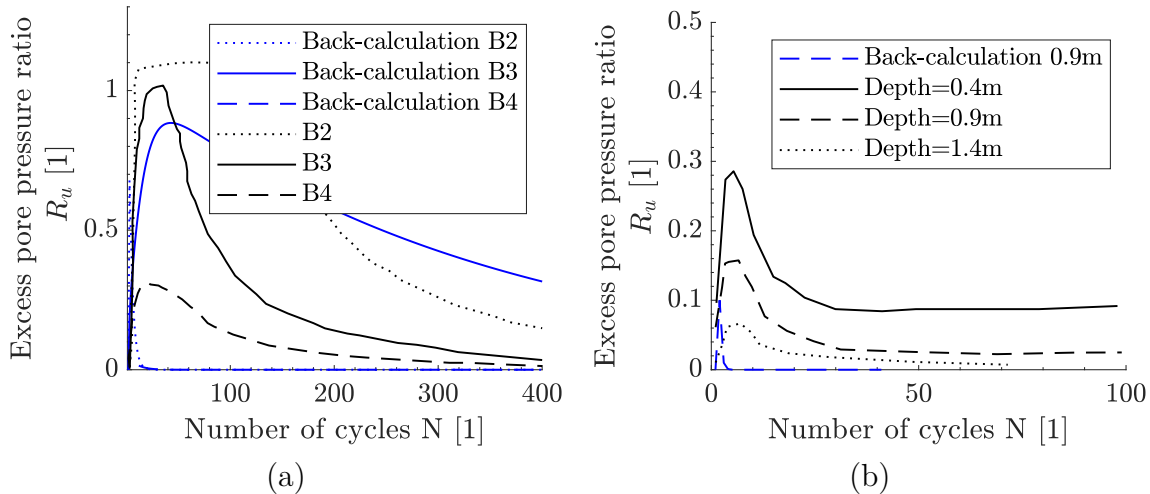 Excess pore pressure ratio
R_u [1]
1
0.5
0
Back-calculation B2
Back-calculation B3
Back-calculation B4
B2
B3
B4
100
200
300
400
Number of cycles N [1]
(a)
Excess pore pressure ratio
R_u [1]
0.5
0.4
0.3
0.2
0.1
0
Back-calculation 0.9m
Depth=0.4m
Depth=0.9m
Depth=1.4m
0
50
100
Number of cycles N [1]
(b)